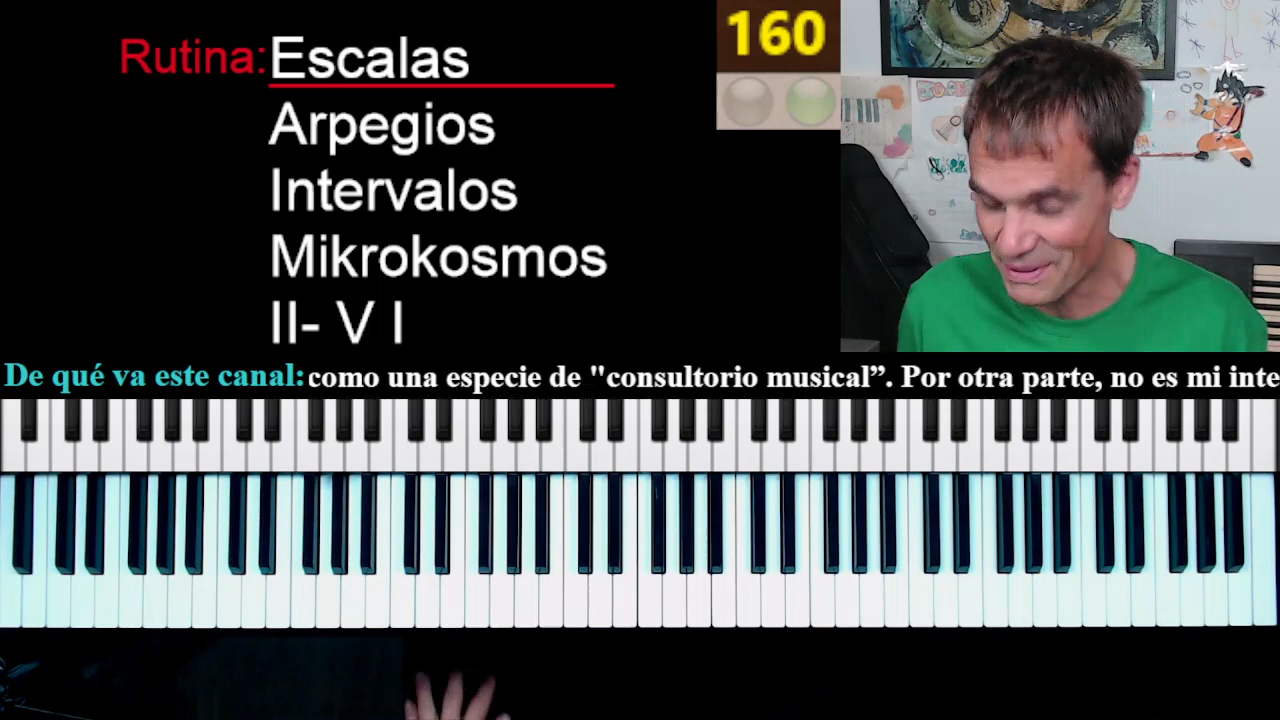 Rutina: Escalas
Arpegios
Intervalos
Mikrokosmos
II- V I
160
De qué va este canal: como una especie de "consultorio musical”. Por otra parte, no es mi inte